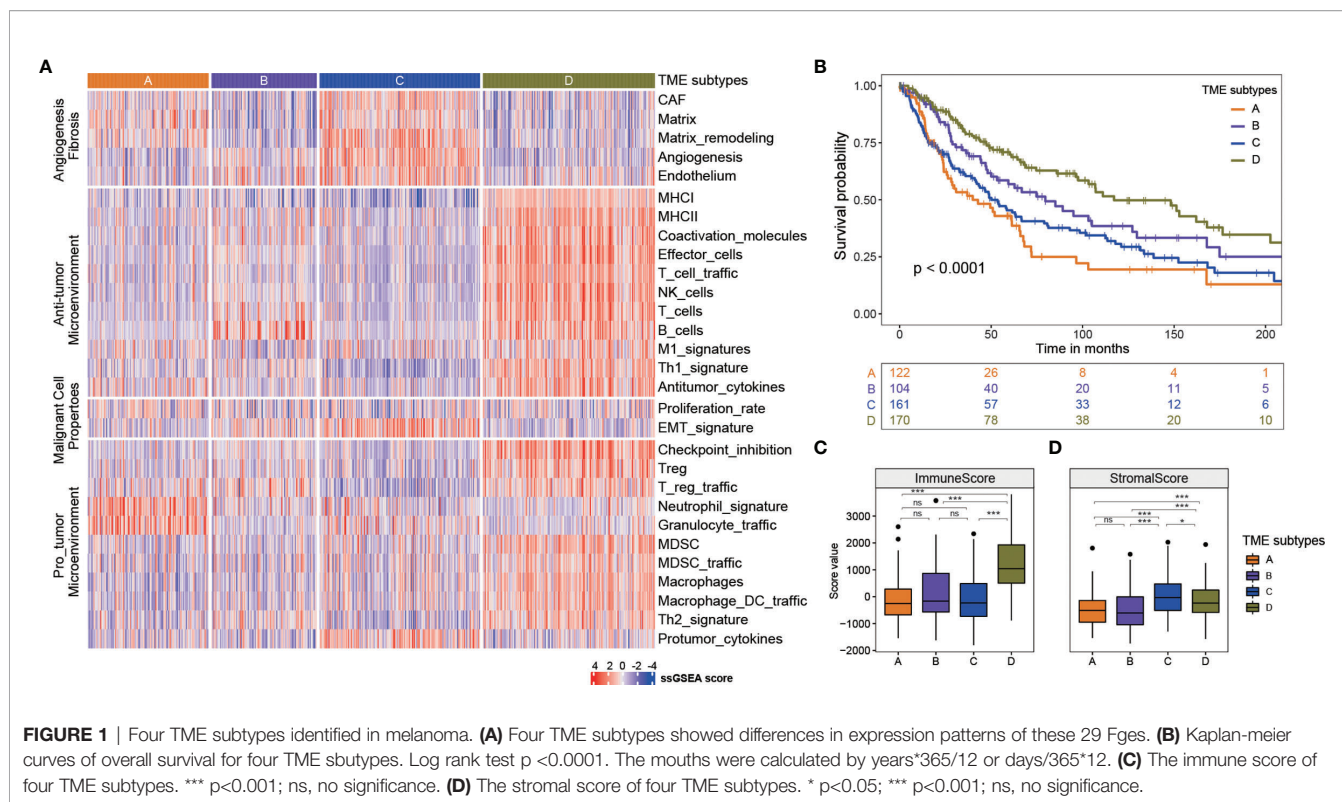 A
A B C D TME subtypes
Angiogenesis
Fibrosis
CAF
Matrix
Matrix_remodeling
Angiogenesis
Endothelium
Anti-tumor
Microenvironment
MHCI
MHCII
Coactivation_molecules
Effector_cells
T_cell_traffic
NK_cells
T_cells
B_cells
M1_signatures
Th1_signature
Antitumor_cytokines
Malignant Cell
Propertoes
Proliferation_rate
EMT_signature
Pro_tumor
Microenvironment
Checkpoint_inhibition
Treg
T_reg_traffic
Neutrophil_signature
Granulocyte_traffic
MDSC
MDSC_traffic
Macrophages
Macrophage_DC_traffic
Th2_signature
Protumor_cytokines
4 2 0 -2 -4 ssGSEA score
B
TME subtypes
A
B
C
D
Survival probability
1.00
0.75
0.50
0.25
0.00
p < 0.0001
0 50 100 150 200
Time in months
A 122 26 8 4 1
B 104 40 20 11 5
C 161 57 33 12 6
D 170 78 38 20 10
C
ImmuneScore
Score value
3000
2000
1000
0
−1000
−2000
***
ns ***
ns ns ***
A B C D
D
StromalScore
***
*** ***
ns *** *
A B C D
TME subtypes
A
B
C
D
FIGURE 1 | Four TME subtypes identified in melanoma. (A) Four TME subtypes showed differences in expression patterns of these 29 Fges. (B) Kaplan-meier
curves of overall survival for four TME sbutypes. Log rank test p <0.0001. The mouths were calculated by years*365/12 or days/365*12. (C) The immune score of
four TME subtypes. *** p<0.001; ns, no significance. (D) The stromal score of four TME subtypes. * p<0.05; *** p<0.001; ns, no significance.